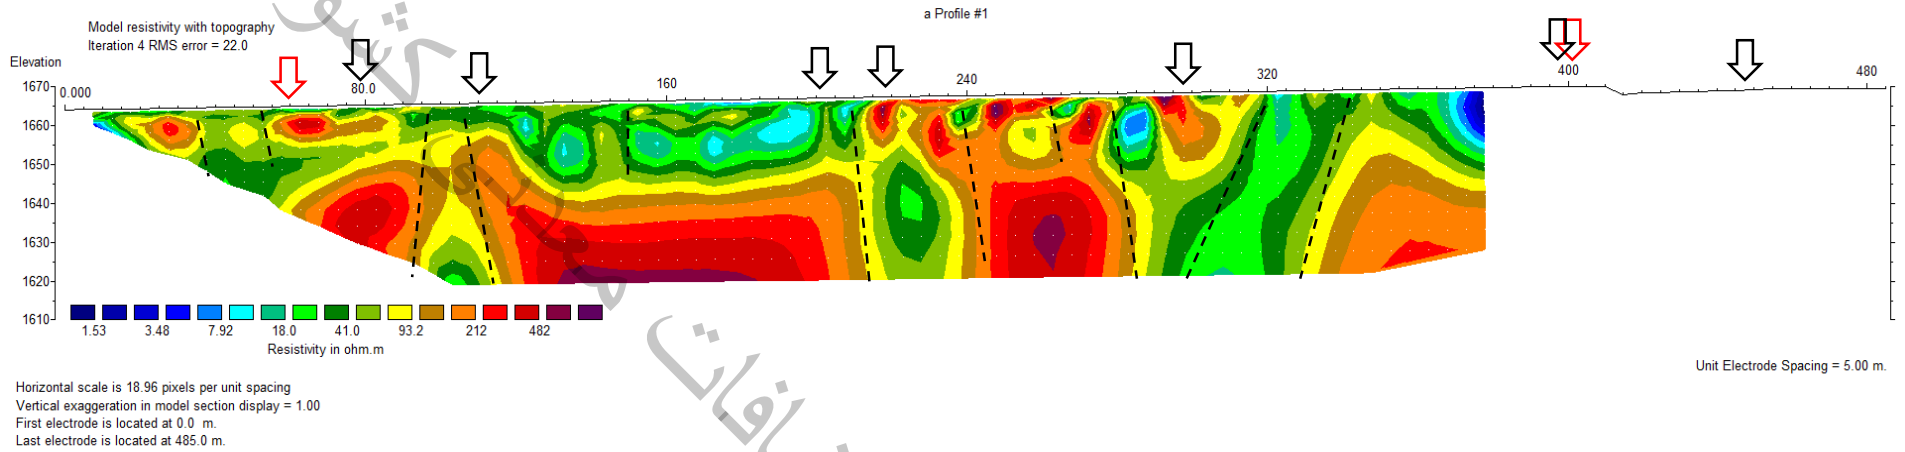 a Profile #1
Model resistivity with topography
Iteration 4 RMS error = 22.0
Elevation
0.000 80.0 160 240 320 400 480
1670
1660
1650
1640
1630
1620
1610
1.53 3.48 7.92 18.0 41.0 93.2 212 482
Resistivity in ohm.m
Unit Electrode Spacing = 5.00 m.
Horizontal scale is 18.96 pixels per unit spacing
Vertical exaggeration in model section display = 1.00
First electrode is located at 0.0 m.
Last electrode is located at 485.0 m.